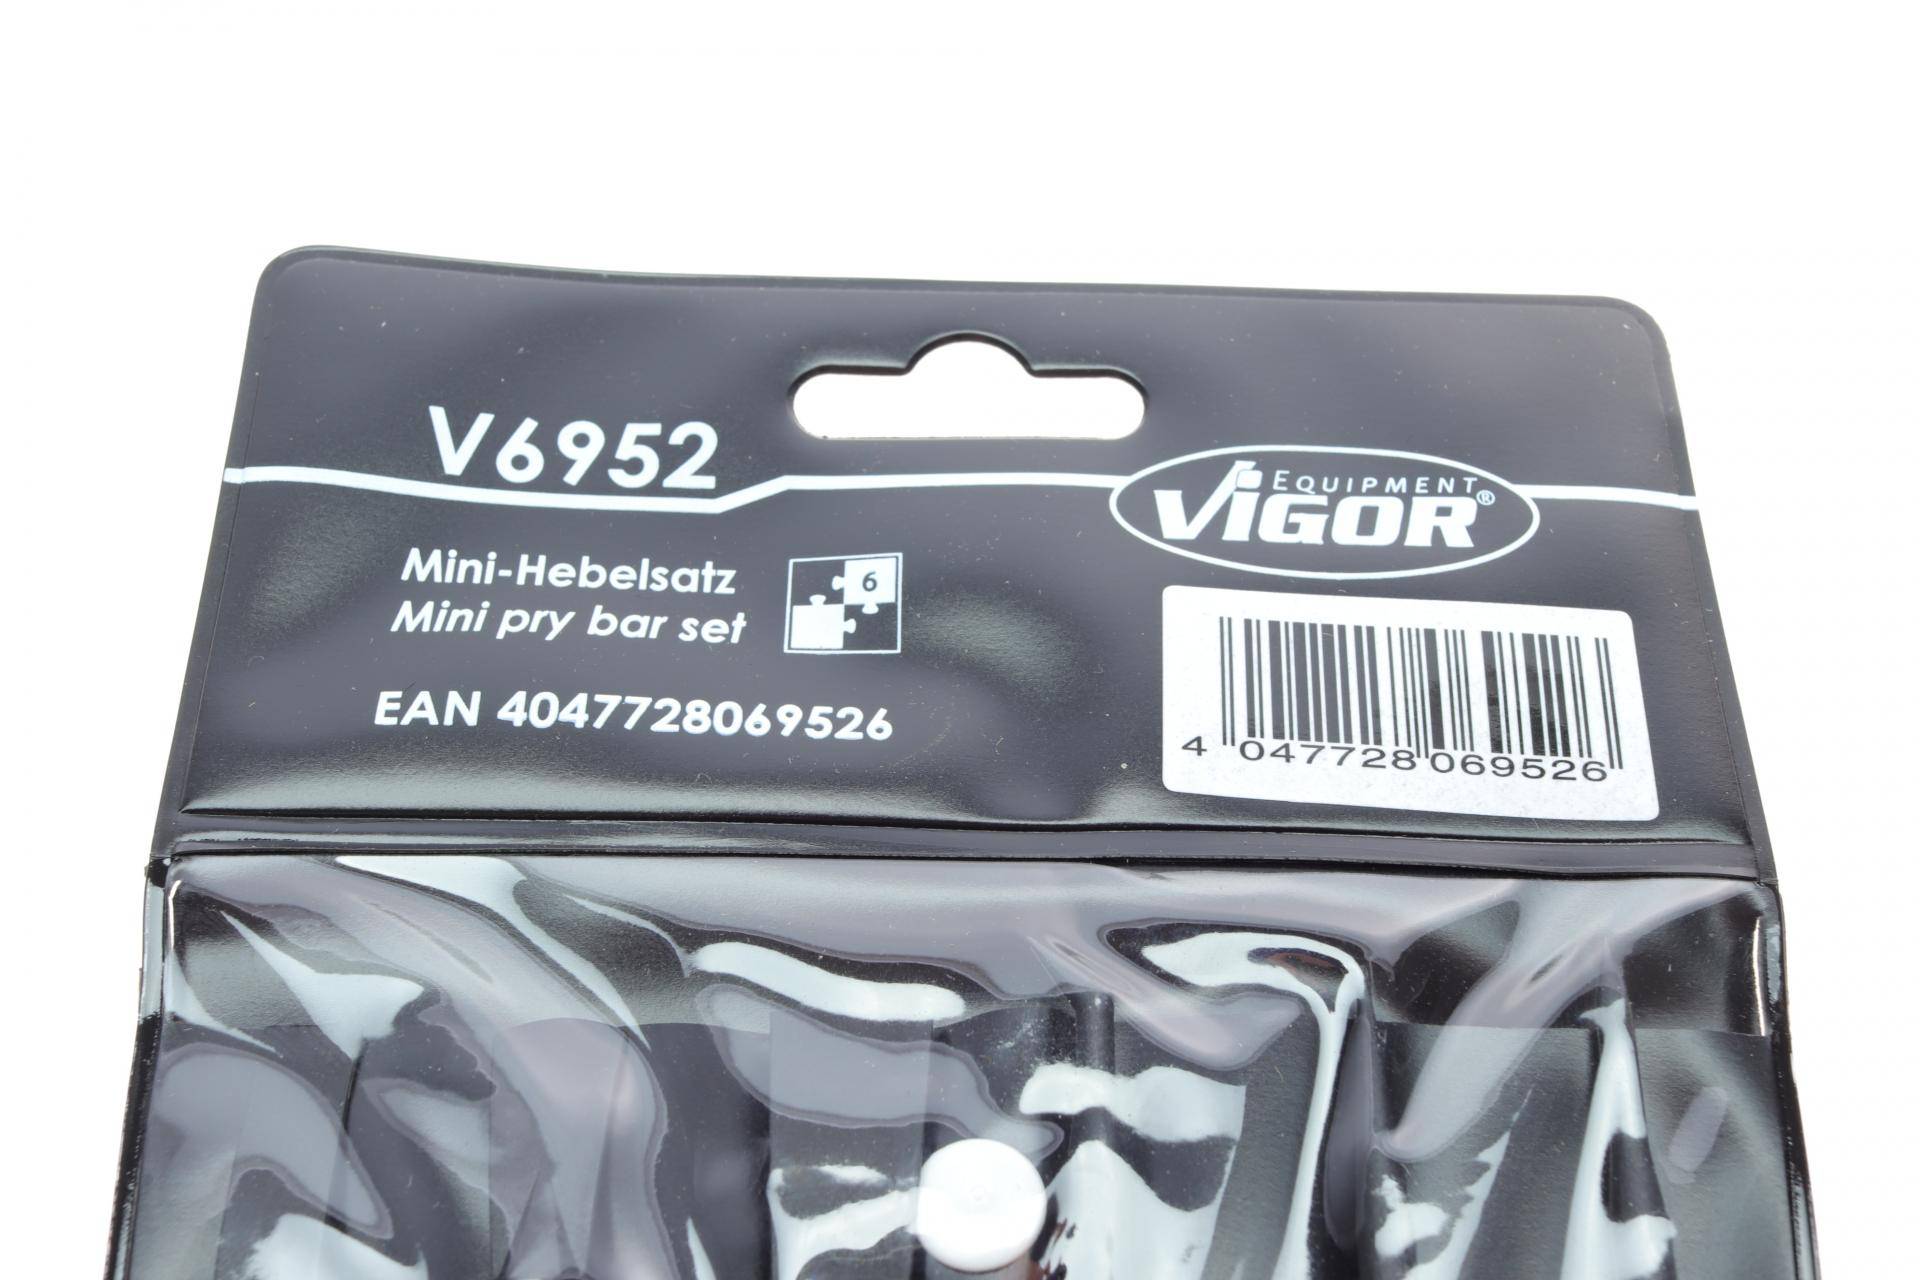 V6952
EQUIPMENT
VIGOR®
Mini-Hebelsatz
Mini pry bar set
6
EAN 4047728069526
4 047728 069526